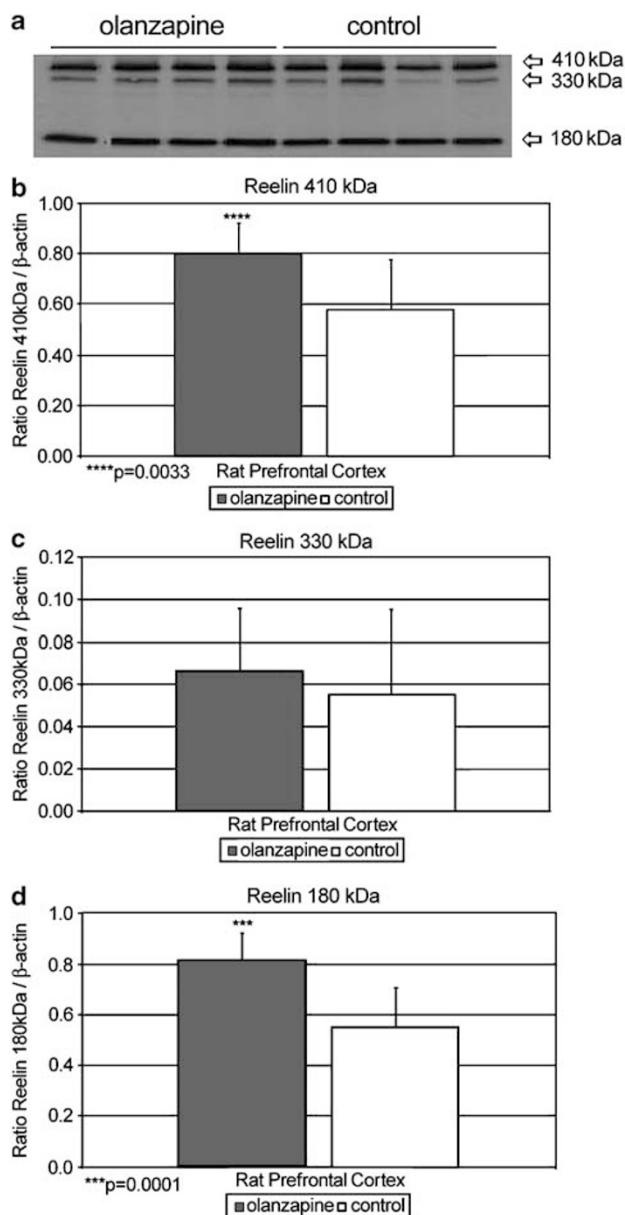 a
olanzapine control
410 kDa
330 kDa
180 kDa
b
Reelin 410 kDa
Ratio Reelin 410kDa / β-actin
1.00
0.80
0.60
0.40
0.20
0.00
****
****p=0.0033
Rat Prefrontal Cortex
olanzapine control
c
Reelin 330 kDa
Ratio Reelin 330kDa / β-actin
0.12
0.10
0.08
0.06
0.04
0.02
0.00
Rat Prefrontal Cortex
olanzapine control
d
Reelin 180 kDa
Ratio Reelin 180kDa / β-actin
1.0
0.8
0.6
0.4
0.2
0.0
***
***p=0.0001
Rat Prefrontal Cortex
olanzapine control